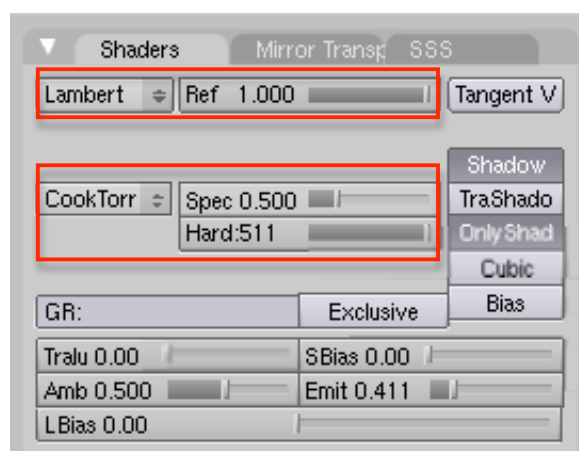 Shaders Mirror Transp SSS
Lambert Ref 1.000 Tangent V
Shadow
CookTorr Spec 0.500 TraShado
Hard:511 OnlyShad
Cubic
GR: Exclusive Bias
Tralu 0.00 SBias 0.00
Amb 0.500 Emit 0.411
LBias 0.00